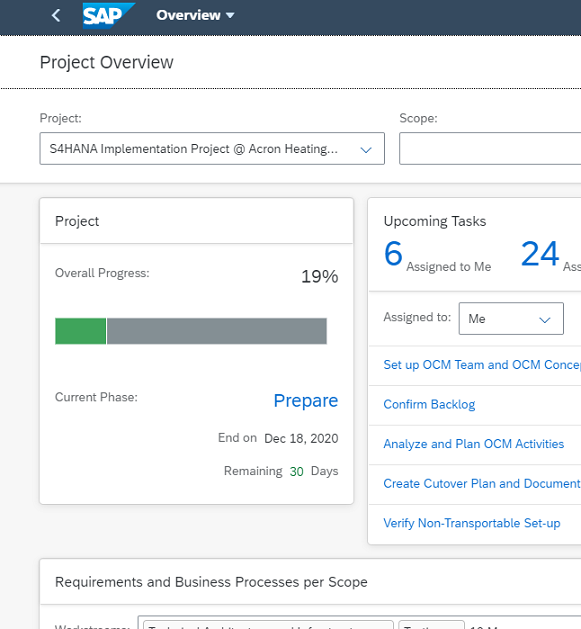 SAP Overview
Project Overview
Project:
Scope:
S4HANA Implementation Project @ Acron Heating...
Project
Overall Progress:
19%
Current Phase:
Prepare
End on Dec 18, 2020
Remaining 30 Days
Upcoming Tasks
6 Assigned to Me
24 Ass
Assigned to:
Me
Set up OCM Team and OCM Concep
Confirm Backlog
Analyze and Plan OCM Activities
Create Cutover Plan and Document
Verify Non-Transportable Set-up
Requirements and Business Processes per Scope